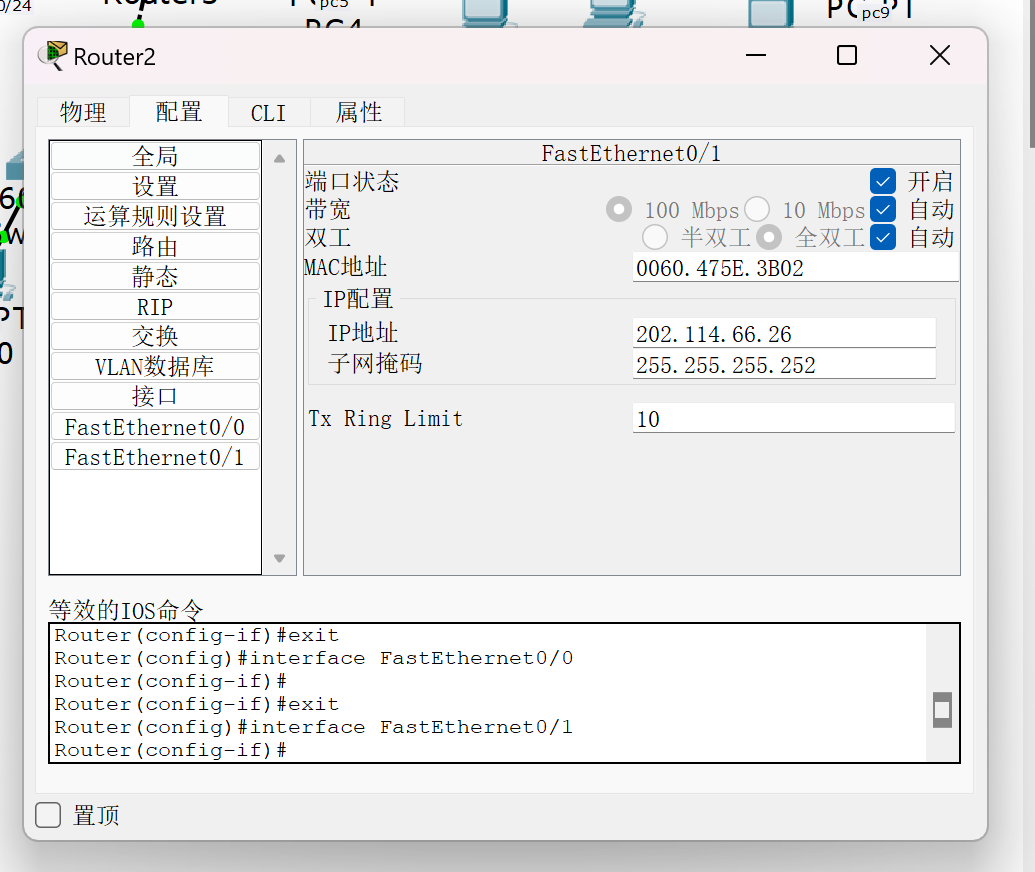 0/24
pc5
PC4
pc9
Router2
物理 配置 CLI 属性
全局
设置
运算规则设置
路由
静态
RIP
交换
VLAN数据库
接口
FastEthernet0/0
FastEthernet0/1
FastEthernet0/1
端口状态 开启
带宽 100 Mbps 10 Mbps 自动
双工 半双工 全双工 自动
MAC地址 0060.475E.3B02
IP配置
IP地址 202.114.66.26
子网掩码 255.255.255.252
Tx Ring Limit 10
等效的IOS命令
Router(config-if)#exit
Router(config)#interface FastEthernet0/0
Router(config-if)#
Router(config-if)#exit
Router(config)#interface FastEthernet0/1
Router(config-if)#
置顶